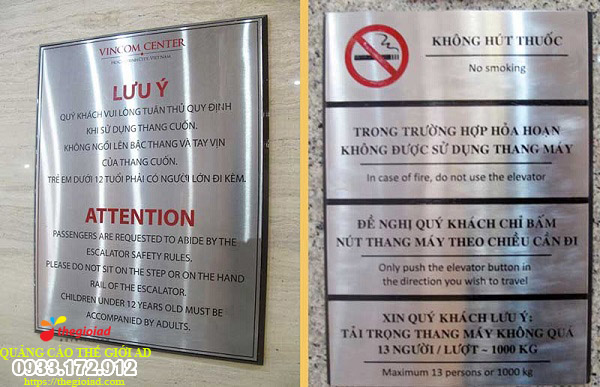 VINCOM CENTER
LƯU Ý
QUÝ KHÁCH VUI LÒNG TUÂN THỦ QUY ĐỊNH
KHI SỬ DỤNG THANG CUỐN.
KHÔNG NGỒI LÊN BẬC THANG VÀ TAY VỊN
CỦA THANG CUỐN.
TRẺ EM DƯỚI 12 TUỔI PHẢI CÓ NGƯỜI LỚN ĐI KÈM.
ATTENTION
PASSENGERS ARE REQUESTED TO ABIDE BY THE
ESCALATOR SAFETY RULES.
PLEASE DO NOT SIT ON THE STEP OR ON THE HAND
RAIL OF THE ESCALATOR.
CHILDREN UNDER 12 YEARS OLD MUST BE
ACCOMPANIED BY ADULTS.
thegioiad
QUẢNG CÁO THẾ GIỚI AD
0933.172.912
https://thegioiad.com
KHÔNG HÚT THUỐC
No smoking
TRONG TRƯỜNG HỢP HỎA HOẠN
KHÔNG ĐƯỢC SỬ DỤNG THANG MÁY
In case of fire, do not use the elevator
ĐỀ NGHỊ QUÝ KHÁCH CHỈ BẤM
NÚT THANG MÁY THEO CHIỀU CẦN ĐI
Only push the elevator button in
the direction you wish to travel
XIN QUÝ KHÁCH LƯU Ý:
TẢI TRỌNG THANG MÁY KHÔNG QUÁ
13 NGƯỜI / LƯỢT ~ 1000 KG
Maximum 13 persons or 1000 kg